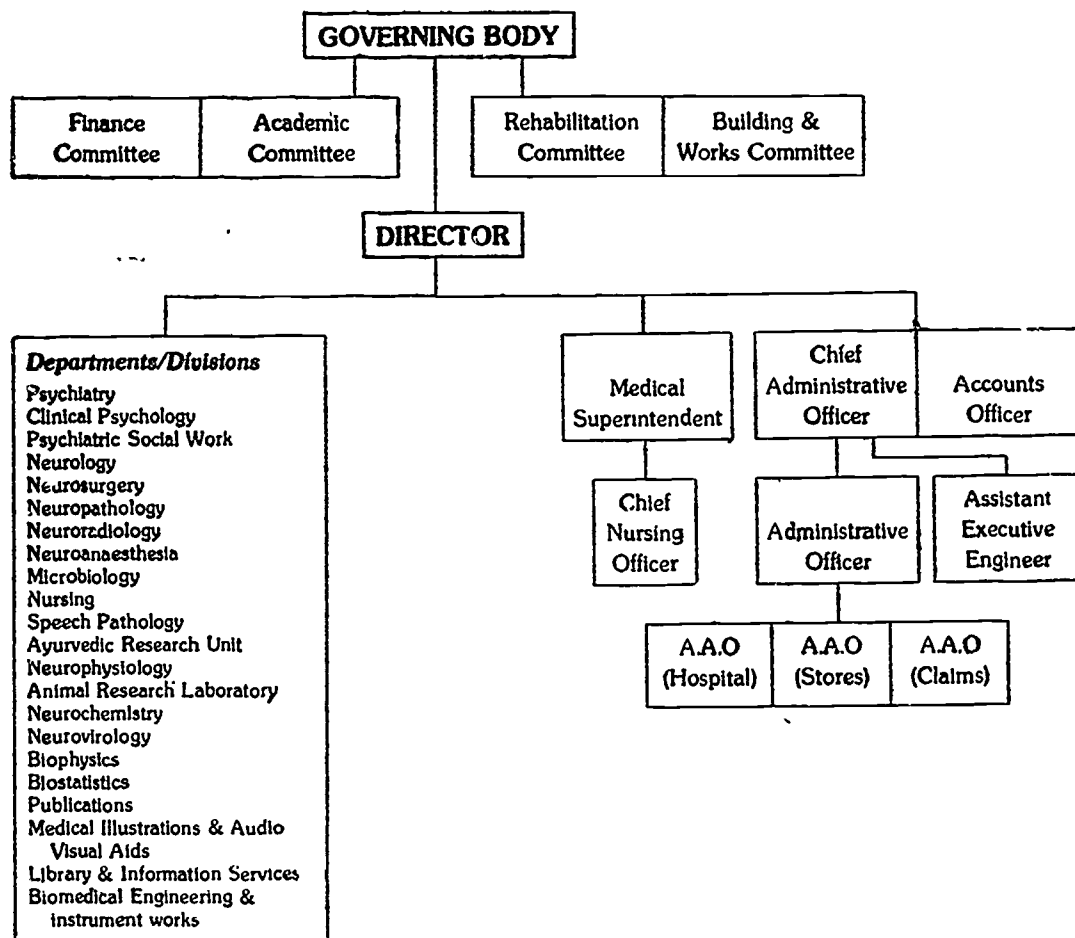 GOVERNING BODY
Finance
Committee
Academic
Committee
Rehabilitation
Committee
Building &
Works Committee
DIRECTOR
Departments/Divisions
Psychiatry
Clinical Psychology
Psychiatric Social Work
Neurology
Neurosurgery
Neuropathology
Neuroradiology
Neuroanaesthesia
Microbiology
Nursing
Speech Pathology
Ayurvedic Research Unit
Neurophysiology
Animal Research Laboratory
Neurochemistry
Neurovirology
Biophysics
Biostatistics
Publications
Medical Illustrations & Audio
Visual Aids
Library & Information Services
Biomedical Engineering &
instrument works
Medical
Superintendent
Chief
Administrative
Officer
Accounts
Officer
Chief
Nursing
Officer
Administrative
Officer
Assistant
Executive
Engineer
A.A.O
(Hospital)
A.A.O
(Stores)
A.A.O
(Claims)